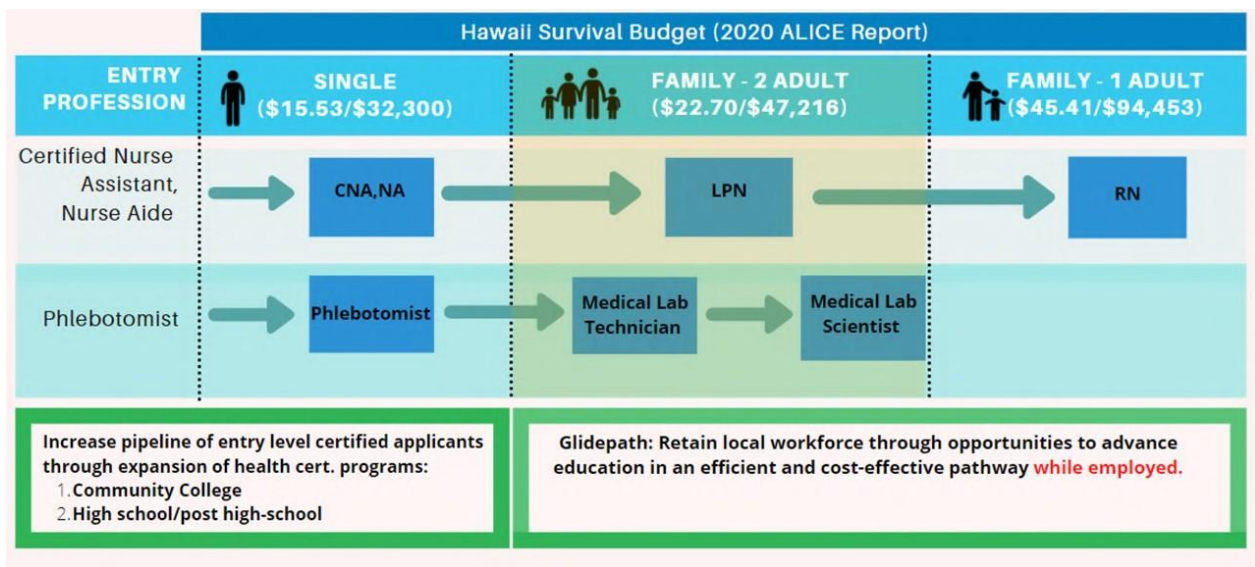 Hawaii Survival Budget (2020 ALICE Report)
ENTRY
PROFESSION
SINGLE
($15.53/$32,300)
FAMILY - 2 ADULT
($22.70/$47,216)
FAMILY - 1 ADULT
($45.41/$94,453)
Certified Nurse
Assistant,
Nurse Aide
CNA,NA
LPN
RN
Phlebotomist
Phlebotomist
Medical Lab
Technician
Medical Lab
Scientist
Increase pipeline of entry level certified applicants
through expansion of health cert. programs:
1.Community College
2.High school/post high-school
Glidepath: Retain local workforce through opportunities to advance
education in an efficient and cost-effective pathway while employed.